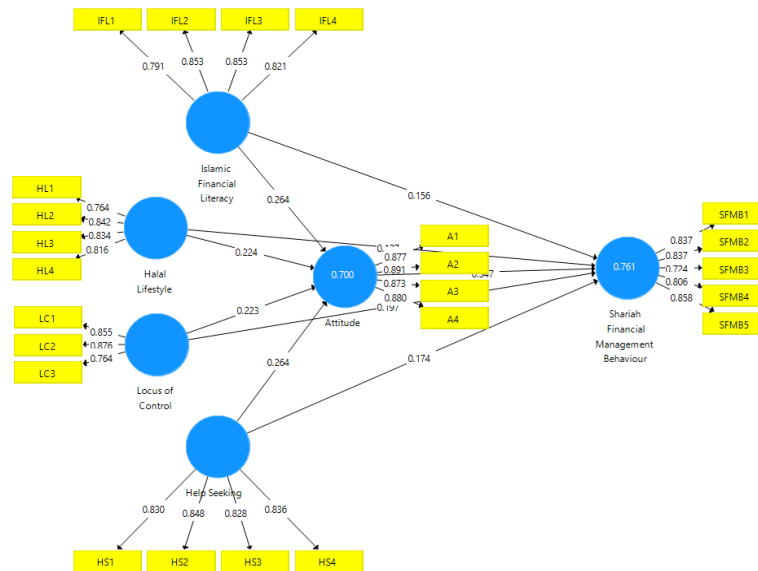 IFL1
IFL2
IFL3
IFL4
0.791
0.853
0.853
0.821
Islamic
Financial
Literacy
0.264
0.156
HL1
HL2
HL3
HL4
0.764
0.842
0.834
0.816
Halal
Lifestyle
0.224
LC1
LC2
LC3
0.855
0.876
0.764
Locus of
Control
0.223
0.197
0.700
Attitude
A1
A2
A3
A4
0.877
0.891
0.873
0.880
0.264
0.174
Help Seeking
0.830
0.848
0.828
0.836
HS1
HS2
HS3
HS4
0.761
Shariah
Financial
Management
Behaviour
0.837
0.837
0.774
0.806
0.858
SFMB1
SFMB2
SFMB3
SFMB4
SFMB5